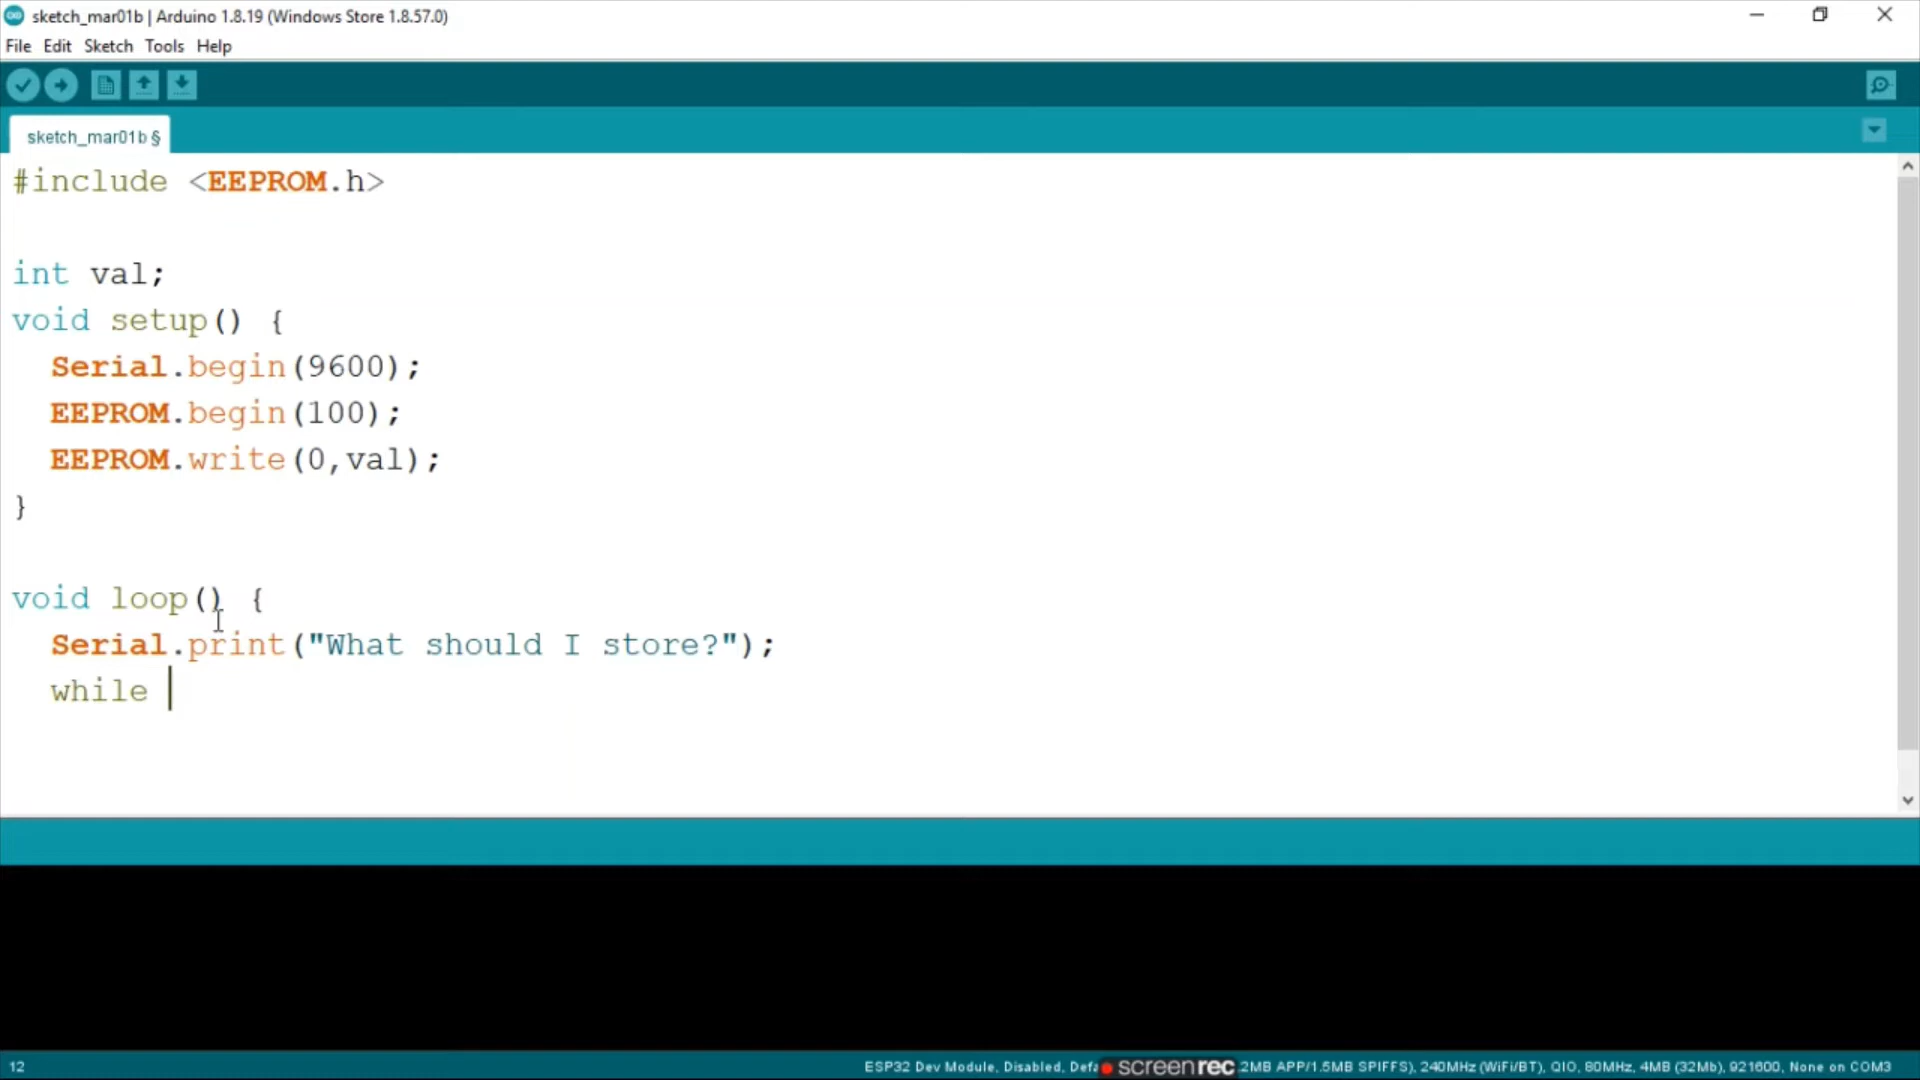 sketch_mar01b | Arduino 1.8.19 (Windows Store 1.8.57.0)
File Edit Sketch Tools Help
sketch_mar01b §
#include <EEPROM.h>
int val;
void setup() {
  Serial.begin(9600);
  EEPROM.begin(100);
  EEPROM.write(0,val);
}
void loop() {
  Serial.print("What should I store?");
  while
12
ESP32 Dev Module, Disabled, Defa screenrec 2MB APP/1.5MB SPIFFS), 240MHz (WiFi/BT), QIO, 80MHz, 4MB (32Mb), 921600, None on COM3